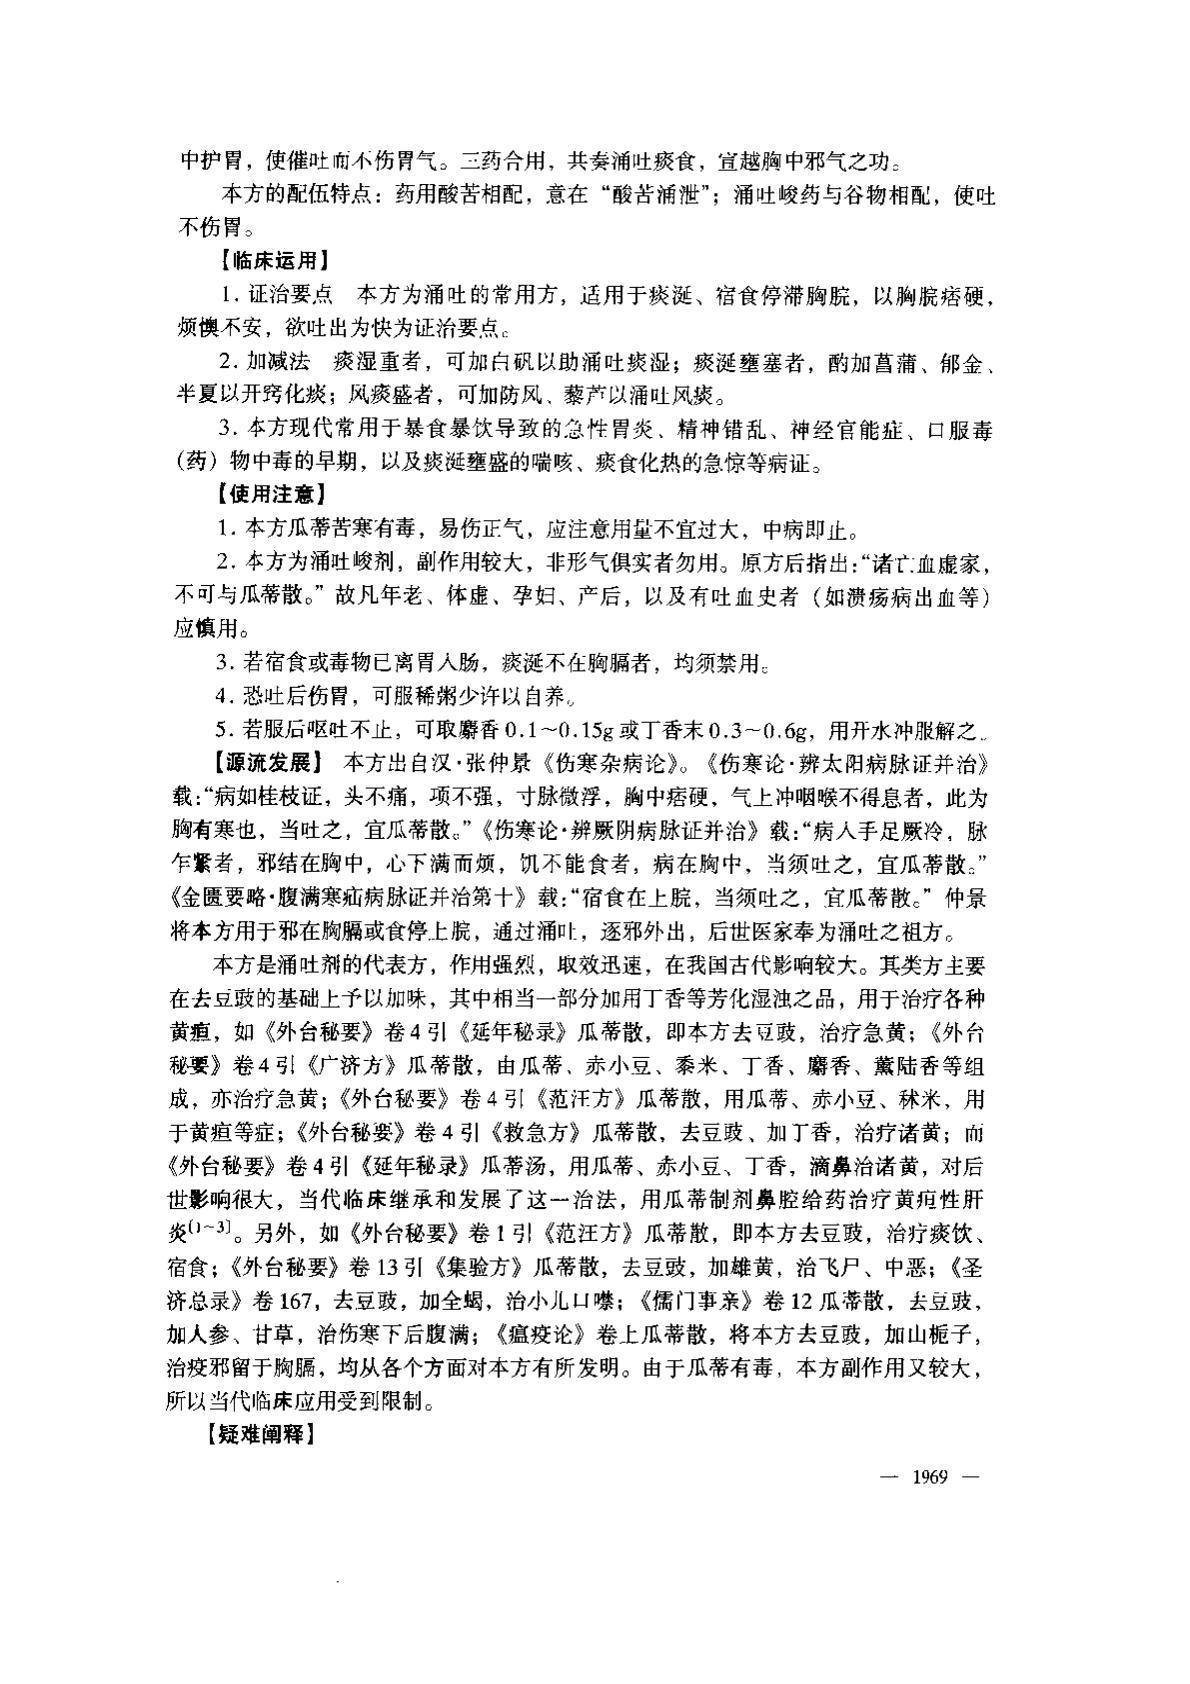 中护胃，使催吐而不伤胃气。三药合用，共奏涌吐痰食，宣越胸中邪气之功。
本方的配伍特点：药用酸苦相配，意在“酸苦涌泄”；涌吐峻药与谷物相配，使吐
不伤胃。
【临床运用】
1. 证治要点　本方为涌吐的常用方，适用于痰涎、宿食停滞胸脘，以胸脘痞硬，
烦懊不安，欲吐出为快为证治要点。
2. 加减法　痰湿重者，可加白矾以助涌吐痰湿；痰涎壅塞者，酌加菖蒲、郁金、
半夏以开窍化痰；风痰盛者，可加防风、藜芦以涌吐风痰。
3. 本方现代常用于暴食暴饮导致的急性胃炎、精神错乱、神经官能症、口服毒
（药）物中毒的早期，以及痰涎壅盛的喘咳、痰食化热的急惊等病证。
【使用注意】
1. 本方瓜蒂苦寒有毒，易伤正气，应注意用量不宜过大，中病即止。
2. 本方为涌吐峻剂，副作用较大，非形气俱实者勿用。原方后指出：“诸亡血虚家，
不可与瓜蒂散。”故凡年老、体虚、孕妇、产后，以及有吐血史者（如溃疡病出血等）
应慎用。
3. 若宿食或毒物已离胃入肠，痰涎不在胸膈者，均须禁用。
4. 恐吐后伤胃，可服稀粥少许以自养。
5. 若服后呕吐不止，可取麝香 0.1～0.15g 或丁香末 0.3～0.6g，用开水冲服解之。
【源流发展】　本方出自汉·张仲景《伤寒杂病论》。《伤寒论·辨太阳病脉证并治》
载：“病如桂枝证，头不痛，项不强，寸脉微浮，胸中痞硬，气上冲咽喉不得息者，此为
胸有寒也，当吐之，宜瓜蒂散。”《伤寒论·辨厥阴病脉证并治》载：“病人手足厥冷，脉
乍紧者，邪结在胸中，心下满而烦，饥不能食者，病在胸中，当须吐之，宜瓜蒂散。”
《金匮要略·腹满寒疝病脉证并治第十》载：“宿食在上脘，当须吐之，宜瓜蒂散。”仲景
将本方用于邪在胸膈或食停上脘，通过涌吐，逐邪外出，后世医家奉为涌吐之祖方。
本方是涌吐剂的代表方，作用强烈，取效迅速，在我国古代影响较大。其类方主要
在去豆豉的基础上予以加味，其中相当一部分加用丁香等芳化湿浊之品，用于治疗各种
黄疸，如《外台秘要》卷 4 引《延年秘录》瓜蒂散，即本方去豆豉，治疗急黄；《外台
秘要》卷 4 引《广济方》瓜蒂散，由瓜蒂、赤小豆、黍米、丁香、麝香、薰陆香等组
成，亦治疗急黄；《外台秘要》卷 4 引《范汪方》瓜蒂散，用瓜蒂、赤小豆、秫米，用
于黄疸等症；《外台秘要》卷 4 引《救急方》瓜蒂散，去豆豉、加丁香，治疗诸黄；而
《外台秘要》卷 4 引《延年秘录》瓜蒂汤，用瓜蒂、赤小豆、丁香，滴鼻治诸黄，对后
世影响很大，当代临床继承和发展了这一治法，用瓜蒂制剂鼻腔给药治疗黄疸性肝
炎〔1～3〕。另外，如《外台秘要》卷 1 引《范汪方》瓜蒂散，即本方去豆豉，治疗痰饮、
宿食；《外台秘要》卷 13 引《集验方》瓜蒂散，去豆豉，加雄黄，治飞尸、中恶；《圣
济总录》卷 167，去豆豉，加全蝎，治小儿口噤；《儒门事亲》卷 12 瓜蒂散，去豆豉，
加人参、甘草，治伤寒下后腹满；《瘟疫论》卷上瓜蒂散，将本方去豆豉，加山栀子，
治疫邪留于胸膈，均从各个方面对本方有所发明。由于瓜蒂有毒，本方副作用又较大，
所以当代临床应用受到限制。
【疑难阐释】
— 1969 —